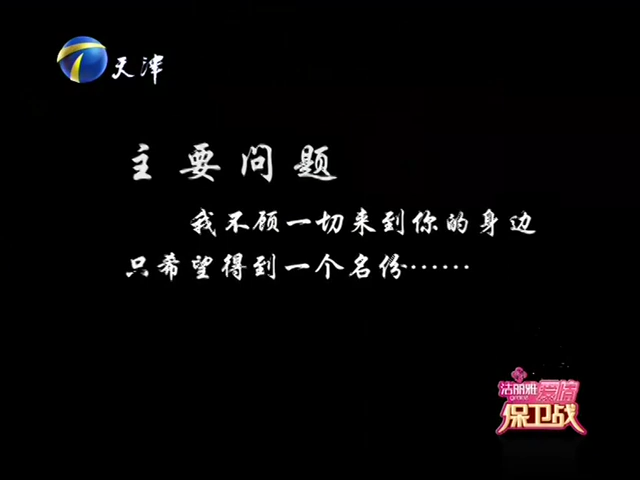 天津
主要问题
我不顾一切来到你的身边
只希望得到一个名份……
洁丽雅 爱情
grace
保卫战